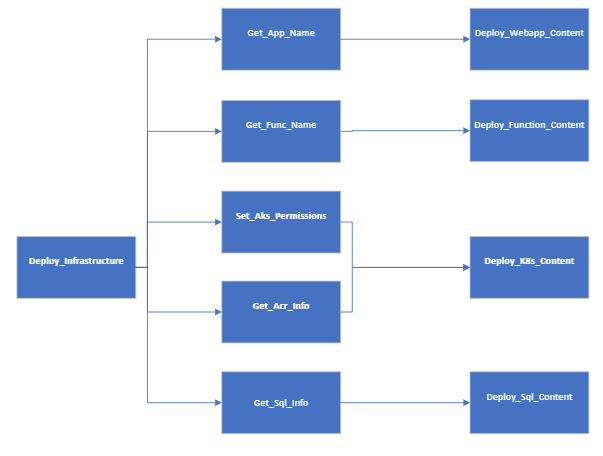 Get_App_Name
Deploy_Webapp_Content
Get_Func_Name
Deploy_Function_Content
Set_Aks_Permissions
Deploy_Infrastructure
Deploy_K8s_Content
Get_Acr_Info
Get_Sql_Info
Deploy_Sql_Content